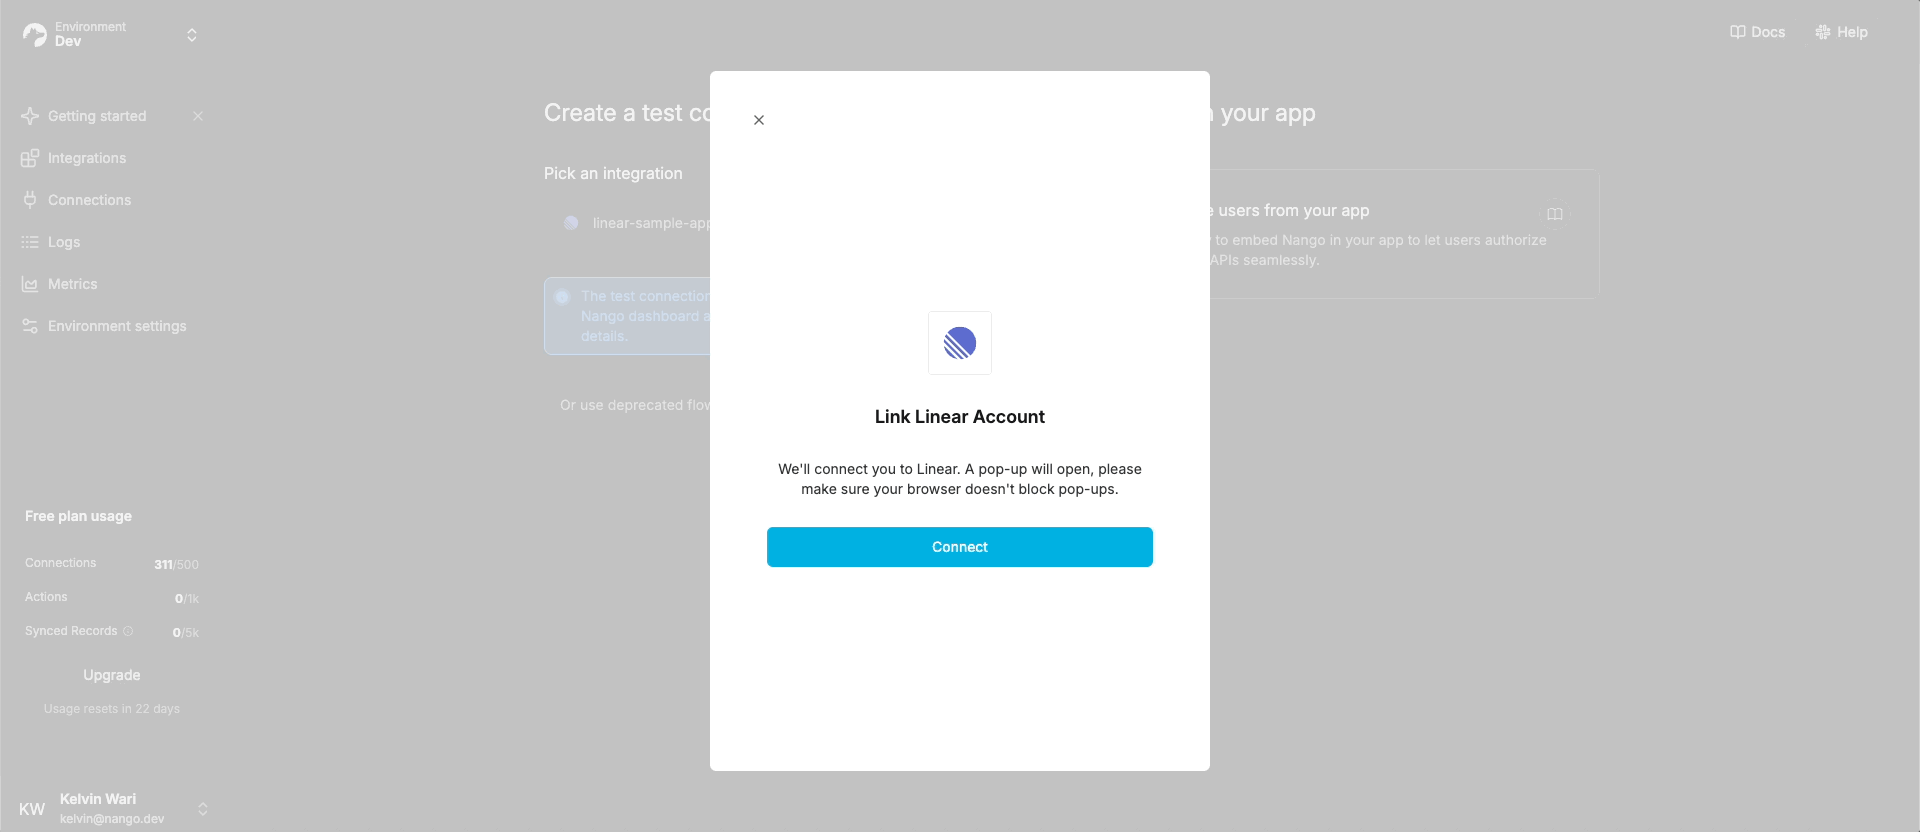 Environment
Dev
Docs
Help
Getting started
Integrations
Connections
Logs
Metrics
Environment settings
Free plan usage
Connections 311/500
Actions 0/1k
Synced Records 0/5k
Upgrade
Usage resets in 22 days
KW
Kelvin Wari
kelvin@nango.dev
Create a test
your app
Pick an integration
linear-sample-app
The test connection
Nango dashboard
details.
Or use deprecated flow
users from your app
to embed Nango in your app to let users authorize
APIs seamlessly.
Link Linear Account
We'll connect you to Linear. A pop-up will open, please
make sure your browser doesn't block pop-ups.
Connect